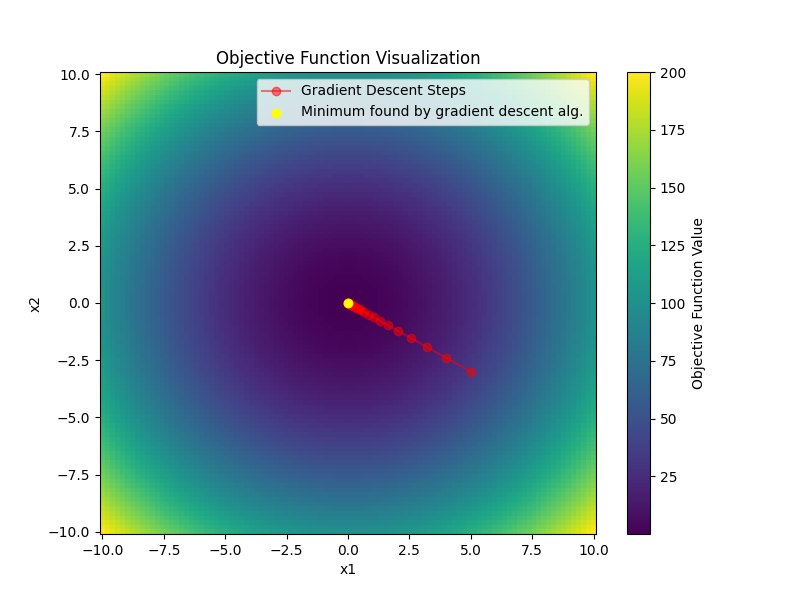 Objective Function Visualization
Gradient Descent Steps
Minimum found by gradient descent alg.
10.0
7.5
5.0
2.5
0.0
−2.5
−5.0
−7.5
−10.0
x2
−10.0 −7.5 −5.0 −2.5 0.0 2.5 5.0 7.5 10.0
x1
200
175
150
125
100
75
50
25
Objective Function Value